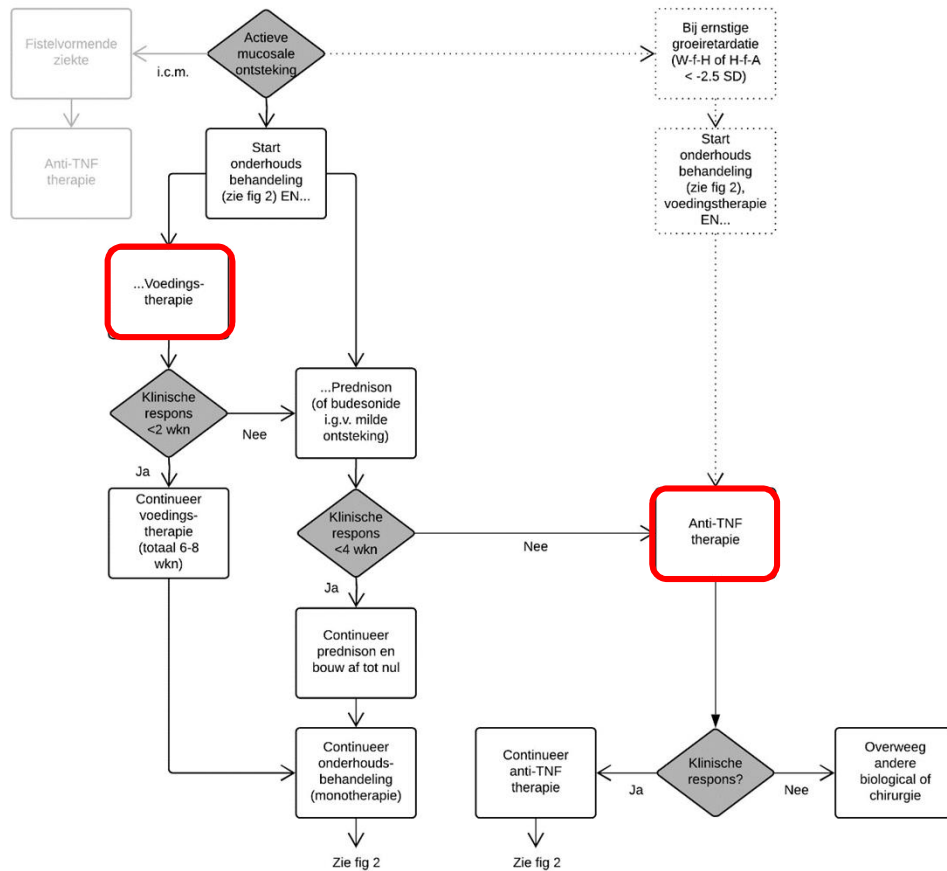 Fistelvormende
ziekte
i.c.m.
Actieve
mucosale
ontsteking
Bij ernstige
groeiretardatie
(W-f-H of H-f-A
< -2.5 SD)
Anti-TNF
therapie
Start
onderhouds
behandeling
(zie fig 2) EN...
Start
onderhouds
behandeling
(zie fig 2),
voedingstherapie
EN...
...Voedings-
therapie
Klinische
respons
<2 wkn
Nee
...Prednison
(of budesonide
i.g.v. milde
ontsteking)
Ja
Continueer
voedings-
therapie
(totaal 6-8
wkn)
Klinische
respons
<4 wkn
Nee
Anti-TNF
therapie
Ja
Continueer
prednison en
bouw af tot nul
Continueer
onderhouds-
behandeling
(monotherapie)
Continueer
anti-TNF
therapie
Ja
Klinische
respons?
Nee
Overweeg
andere
biological of
chirurgie
Zie fig 2
Zie fig 2